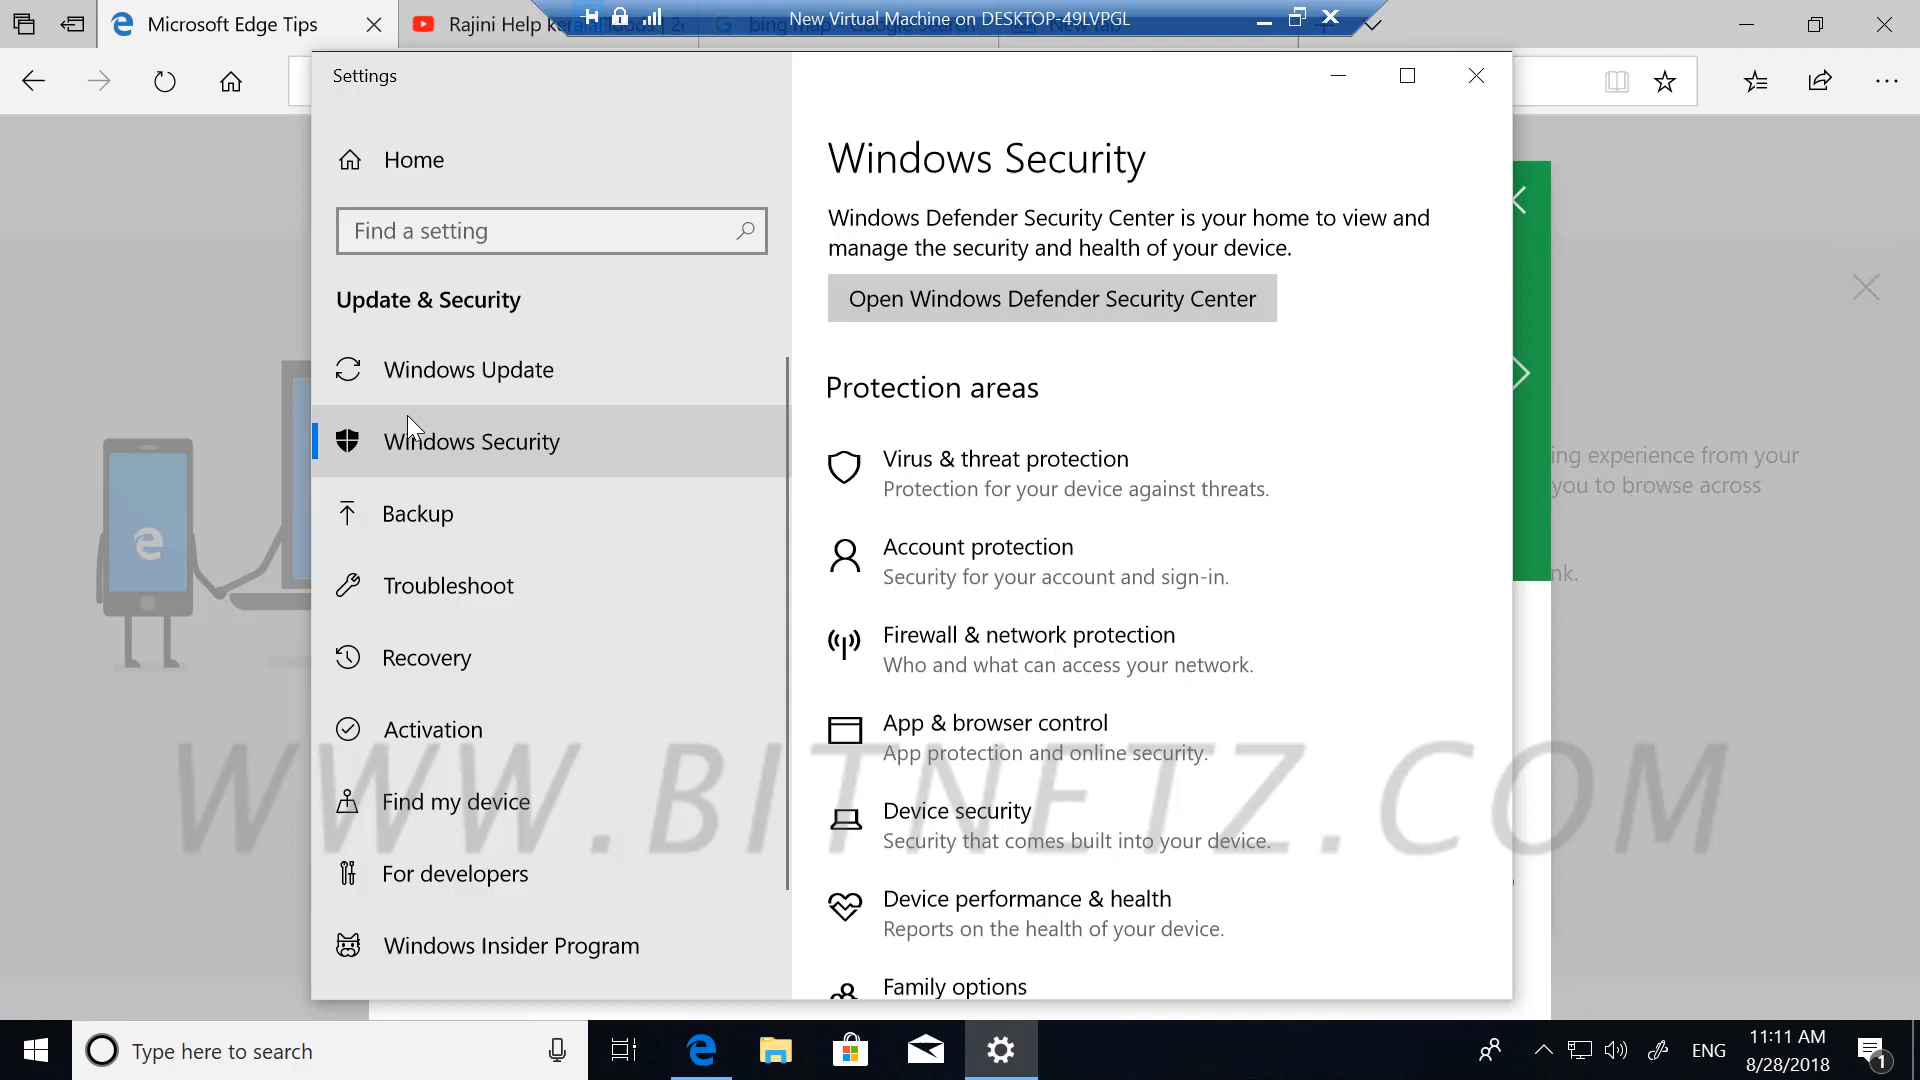 Microsoft Edge Tips
Rajini Help
New Virtual Machine on DESKTOP-49LVPGL
New tab
Settings
Home
Find a setting
Update & Security
Windows Update
Windows Security
Backup
Troubleshoot
Recovery
Activation
Find my device
For developers
Windows Insider Program
Windows Security
Windows Defender Security Center is your home to view and
manage the security and health of your device.
Open Windows Defender Security Center
Protection areas
Virus & threat protection
Protection for your device against threats.
Account protection
Security for your account and sign-in.
Firewall & network protection
Who and what can access your network.
App & browser control
App protection and online security.
Device security
Security that comes built into your device.
Device performance & health
Reports on the health of your device.
Family options
ing experience from your
you to browse across
nk.
WWW.BITNETZ.COM
Type here to search
ENG
11:11 AM
8/28/2018
1